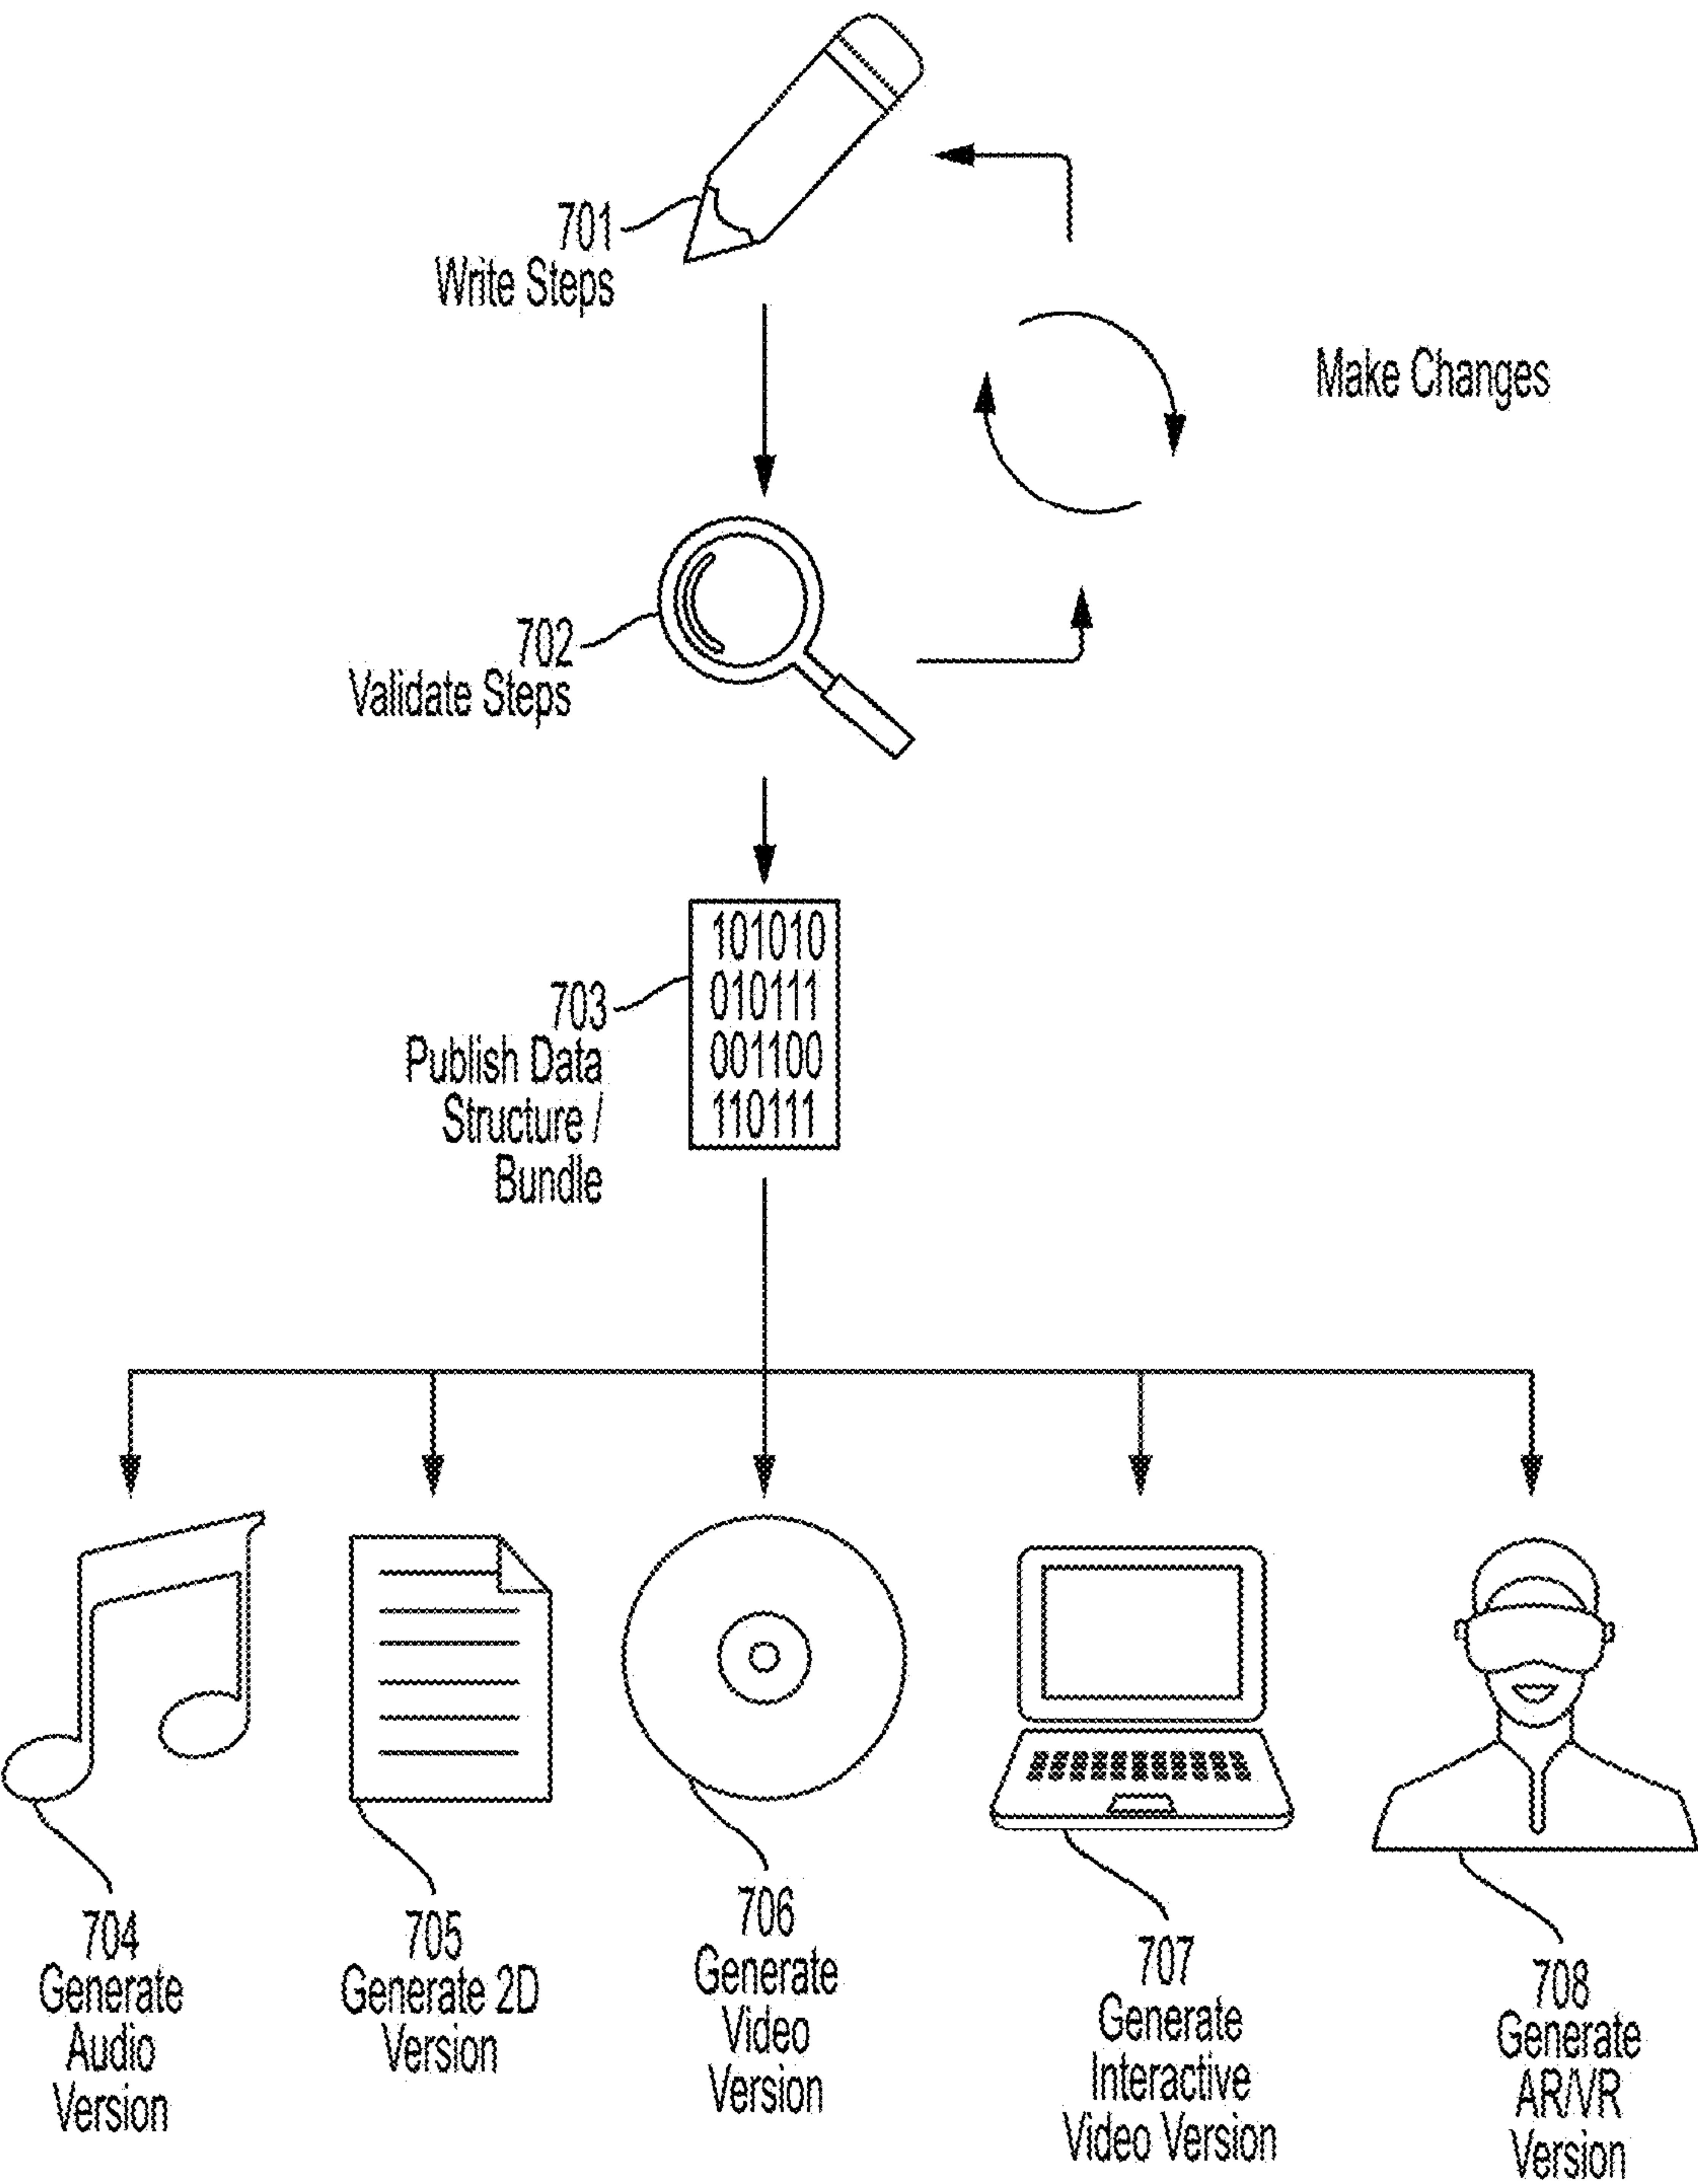 701
Write Steps
Make Changes
702
Validate Steps
101010
010111
001100
110111
703
Publish Data
Structure /
Bundle
704
Generate
Audio
Version
705
Generate 2D
Version
706
Generate
Video
Version
707
Generate
Interactive
Video Version
708
Generate
AR/VR
Version